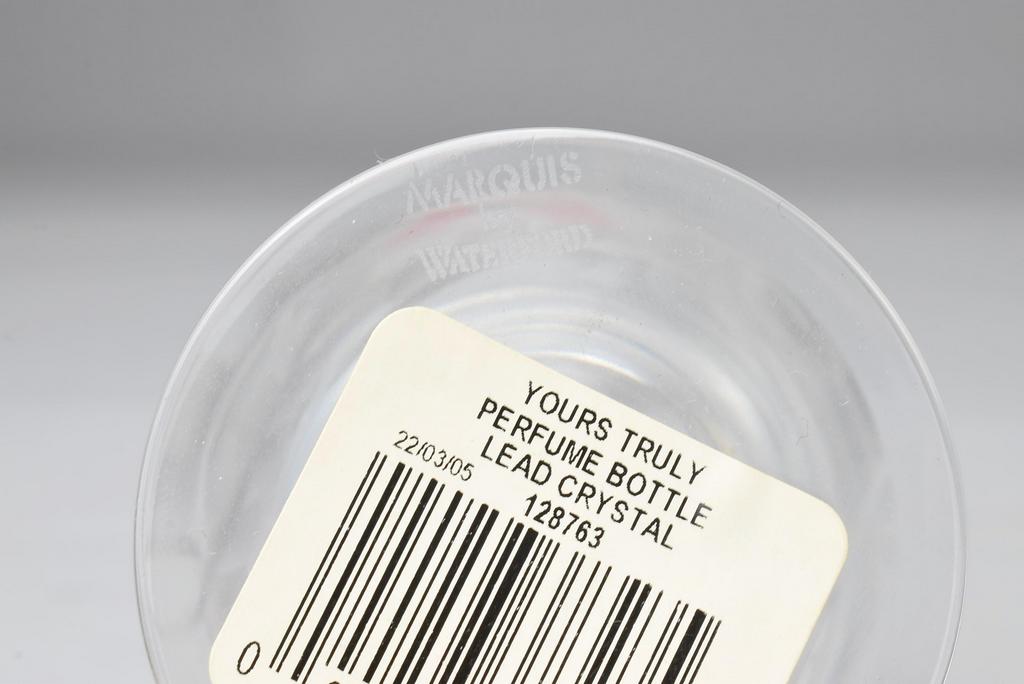 MARQUIS
by
WATERFORD
YOURS TRULY
PERFUME BOTTLE
LEAD CRYSTAL
22/03/05
128763
0